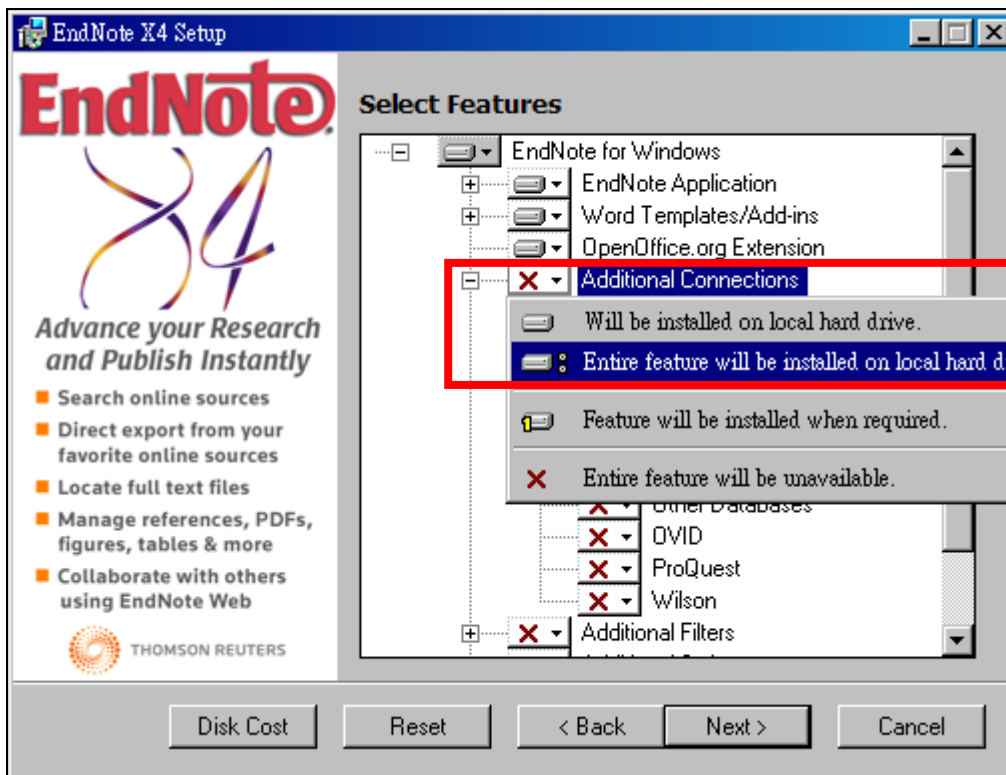 EndNote X4 Setup
EndNote
X4
Advance your Research
and Publish Instantly
Search online sources
Direct export from your
favorite online sources
Locate full text files
Manage references, PDFs,
figures, tables & more
Collaborate with others
using EndNote Web
THOMSON REUTERS
Select Features
EndNote for Windows
EndNote Application
Word Templates/Add-ins
OpenOffice.org Extension
Additional Connections
Will be installed on local hard drive.
Entire feature will be installed on local hard d
Feature will be installed when required.
Entire feature will be unavailable.
Other Databases
OVID
ProQuest
Wilson
Additional Filters
Disk Cost
Reset
< Back
Next >
Cancel